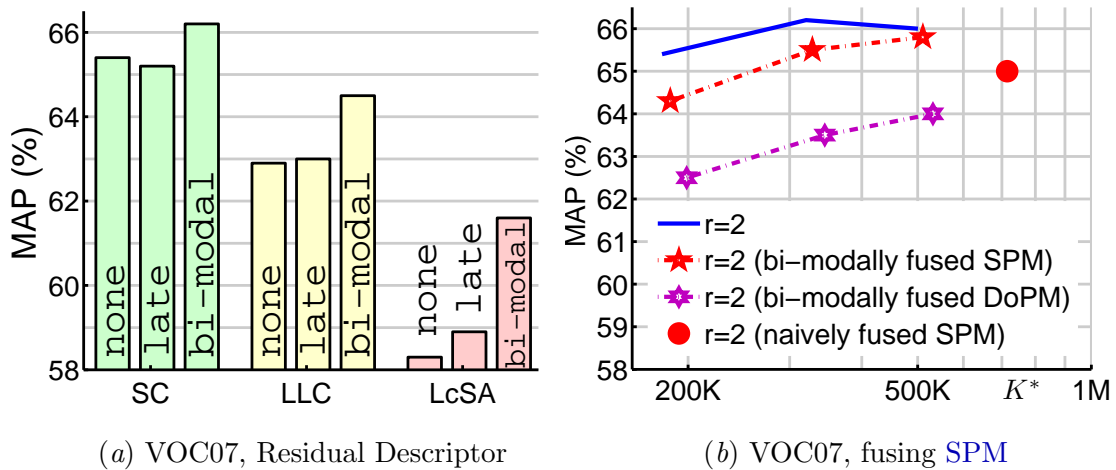 MAP (%)
66
64
62
60
58
none
late
bi-modal
none
late
bi-modal
none
late
bi-modal
SC
LLC
LcSA
(a) VOC07, Residual Descriptor
MAP (%)
66
65
64
63
62
61
60
59
58
r=2
r=2 (bi−modally fused SPM)
r=2 (bi−modally fused DoPM)
r=2 (naively fused SPM)
200K
500K
K*
1M
(b) VOC07, fusing SPM